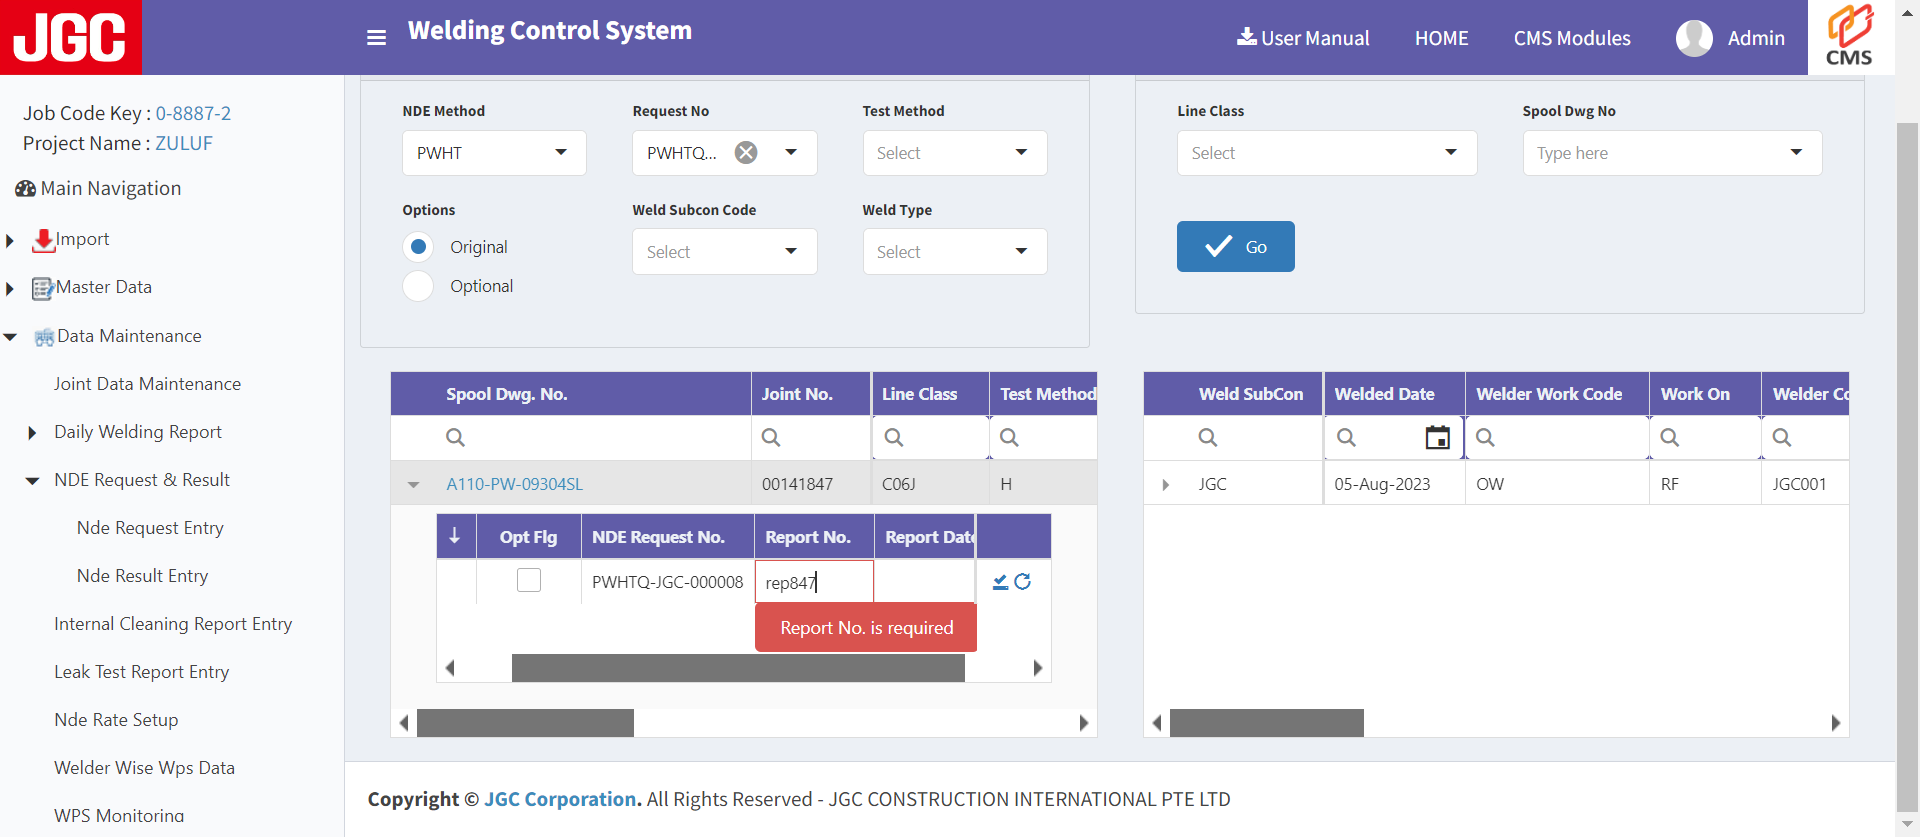 JGC
Welding Control System
User Manual
HOME
CMS Modules
Admin
CMS
Job Code Key : 0-8887-2
Project Name : ZULUF
Main Navigation
Import
Master Data
Data Maintenance
Joint Data Maintenance
Daily Welding Report
NDE Request & Result
Nde Request Entry
Nde Result Entry
Internal Cleaning Report Entry
Leak Test Report Entry
Nde Rate Setup
Welder Wise Wps Data
WPS Monitoring
NDE Method
Request No
Test Method
PWHT
PWHTQ...
Select
Options
Weld Subcon Code
Weld Type
Original
Select
Select
Optional
Line Class
Spool Dwg No
Select
Type here
Go
Spool Dwg. No.
Joint No.
Line Class
Test Method
A110-PW-09304SL
00141847
C06J
H
Opt Flg
NDE Request No.
Report No.
Report Date
PWHTQ-JGC-000008
rep847
Report No. is required
Weld SubCon
Welded Date
Welder Work Code
Work On
Welder Co
JGC
05-Aug-2023
OW
RF
JGC001
Copyright © JGC Corporation. All Rights Reserved - JGC CONSTRUCTION INTERNATIONAL PTE LTD